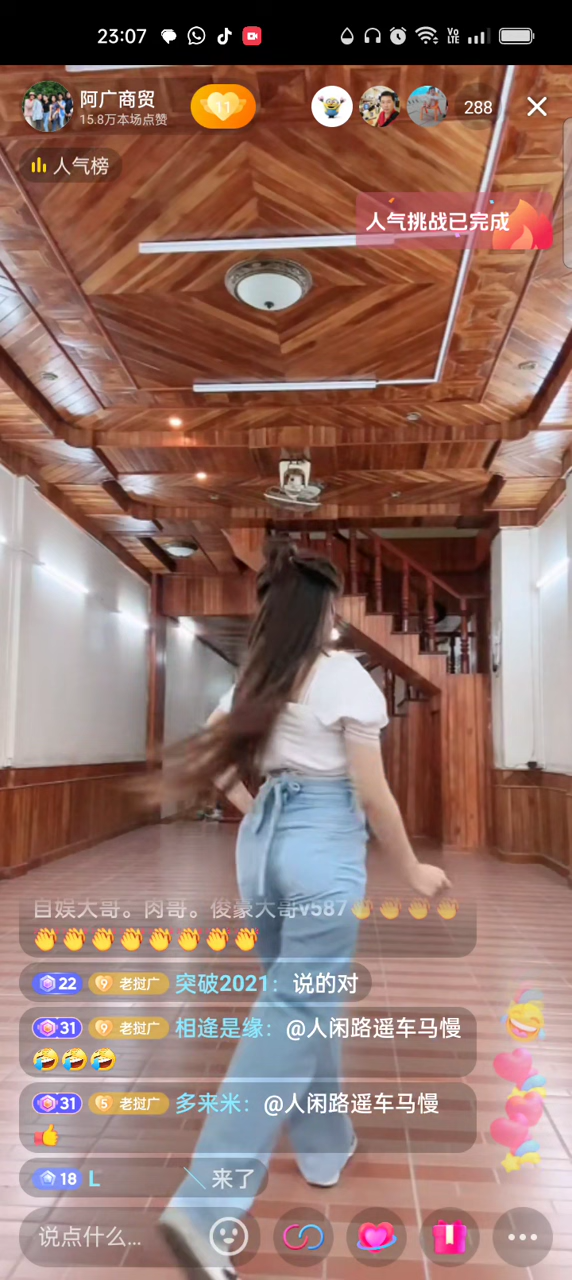 23:07
Vo
LTE
阿广商贸
15.8万本场点赞
11
288
人气榜
人气挑战已完成
自娱大哥。肉哥。俊豪大哥v587👏👏👏👏
👏👏👏👏👏👏👏👏
22 9 老挝广 突破2021：说的对
31 9 老挝广 相逢是缘：@人闲路遥车马慢
🤣🤣🤣
31 5 老挝广 多来米：@人闲路遥车马慢
👍
18 L ╲ 来了
说点什么...